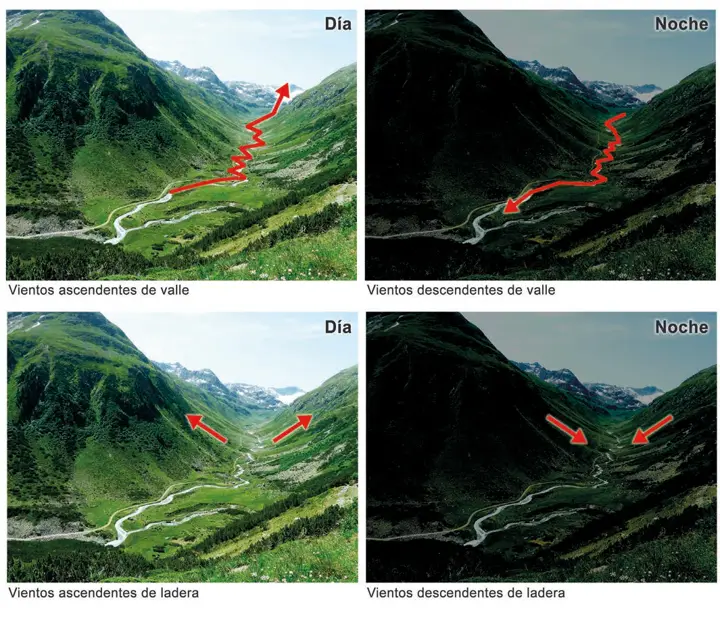 Día
Noche
Vientos ascendentes de valle
Vientos descendentes de valle
Día
Noche
Vientos ascendentes de ladera
Vientos descendentes de ladera